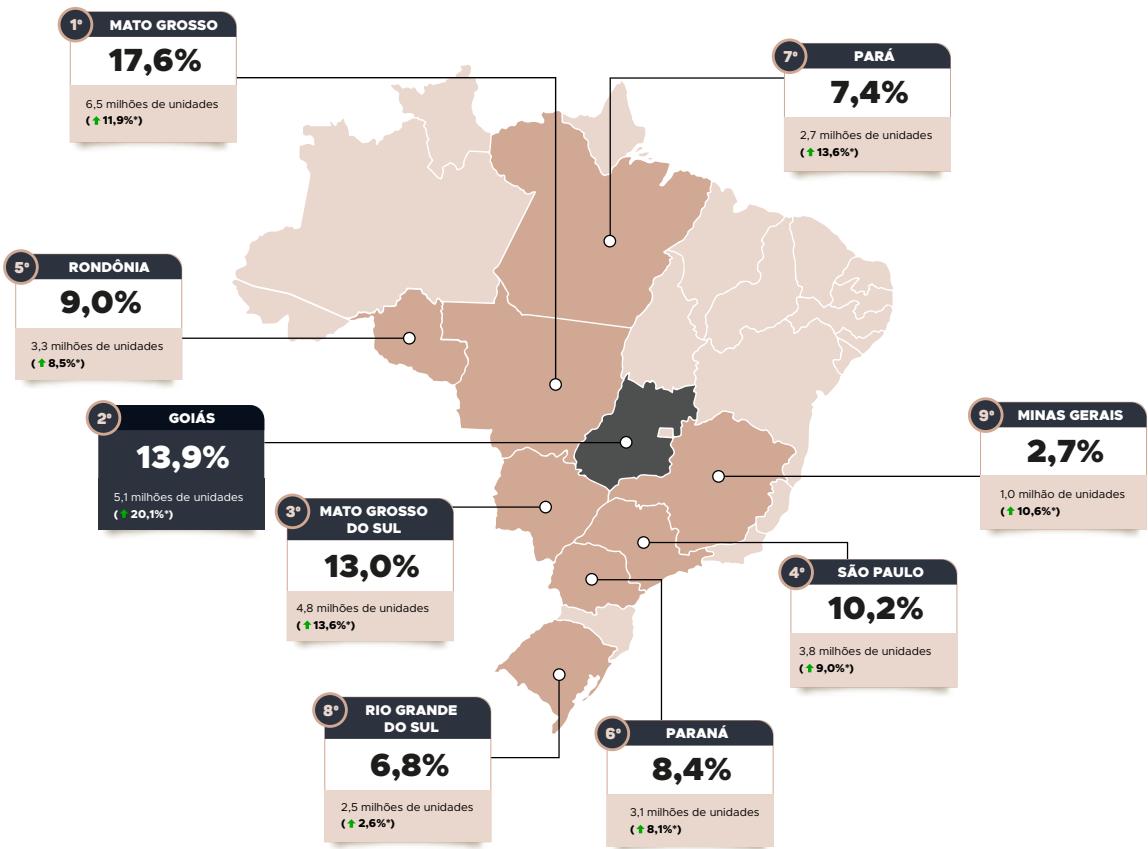 1º MATO GROSSO
17,6%
6,5 milhões de unidades
(⬆ 11,9%*)
7º PARÁ
7,4%
2,7 milhões de unidades
(⬆ 13,6%*)
5º RONDÔNIA
9,0%
3,3 milhões de unidades
(⬆ 8,5%*)
2º GOIÁS
13,9%
5,1 milhões de unidades
(⬆ 20,1%*)
9º MINAS GERAIS
2,7%
1,0 milhão de unidades
(⬆ 10,6%*)
3º MATO GROSSO
DO SUL
13,0%
4,8 milhões de unidades
(⬆ 13,6%*)
4º SÃO PAULO
10,2%
3,8 milhões de unidades
(⬆ 9,0%*)
8º RIO GRANDE
DO SUL
6,8%
2,5 milhões de unidades
(⬆ 2,6%*)
6º PARANÁ
8,4%
3,1 milhões de unidades
(⬆ 8,1%*)